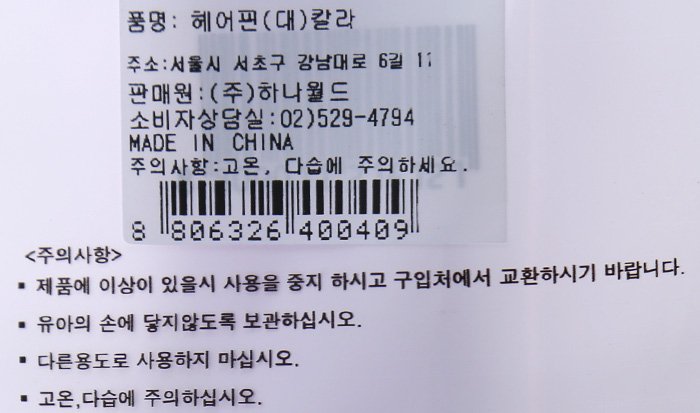 품명: 헤어핀(대)칼라
주소:서울시 서초구 강남대로 6길 11
판매원:(주)하나월드
소비자상담실:02)529-4794
MADE IN CHINA
주의사항:고온, 다습에 주의하세요.
8 806326 400409
<주의사항>
▪ 제품에 이상이 있을시 사용을 중지 하시고 구입처에서 교환하시기 바랍니다.
▪ 유아의 손에 닿지않도록 보관하십시오.
▪ 다른용도로 사용하지 마십시오.
▪ 고온,다습에 주의하십시오.